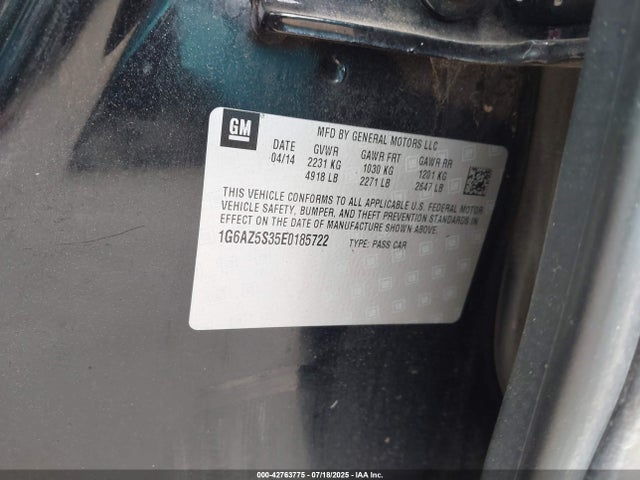 GM
MFD BY GENERAL MOTORS LLC
DATE GVWR GAWR FRT GAWR RR
04/14 2231 KG 1030 KG 1201 KG
4918 LB 2271 LB 2647 LB
THIS VEHICLE CONFORMS TO ALL APPLICABLE U.S. FEDERAL MOTOR
VEHICLE SAFETY, BUMPER, AND THEFT PREVENTION STANDARDS IN
EFFECT ON THE DATE OF MANUFACTURE SHOWN ABOVE.
1G6AZ5S35E0185722 TYPE: PASS CAR
000-42763775 - 07/18/2025 - IAA Inc.